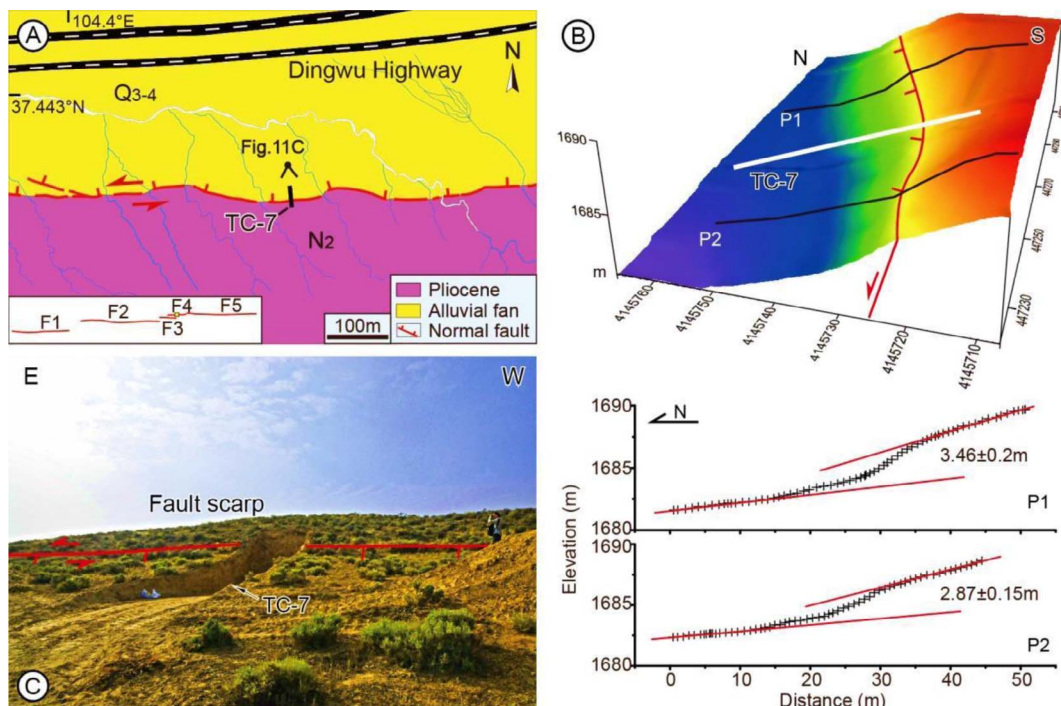 A
104.4°E
N
Dingwu Highway
Q3-4
37.443°N
Fig.11C
TC-7
N2
F1
F2
F4
F3
F5
100m
Pliocene
Alluvial fan
Normal fault
B
N
S
P1
TC-7
P2
1690
1685
m
4145760
4145750
4145740
4145730
4145720
4145710
447270
447250
447230
E
W
Fault scarp
TC-7
C
N
1690
1685
1680
3.46±0.2m
P1
Elevation (m)
1690
1685
1680
2.87±0.15m
P2
0 10 20 30 40 50
Distance (m)